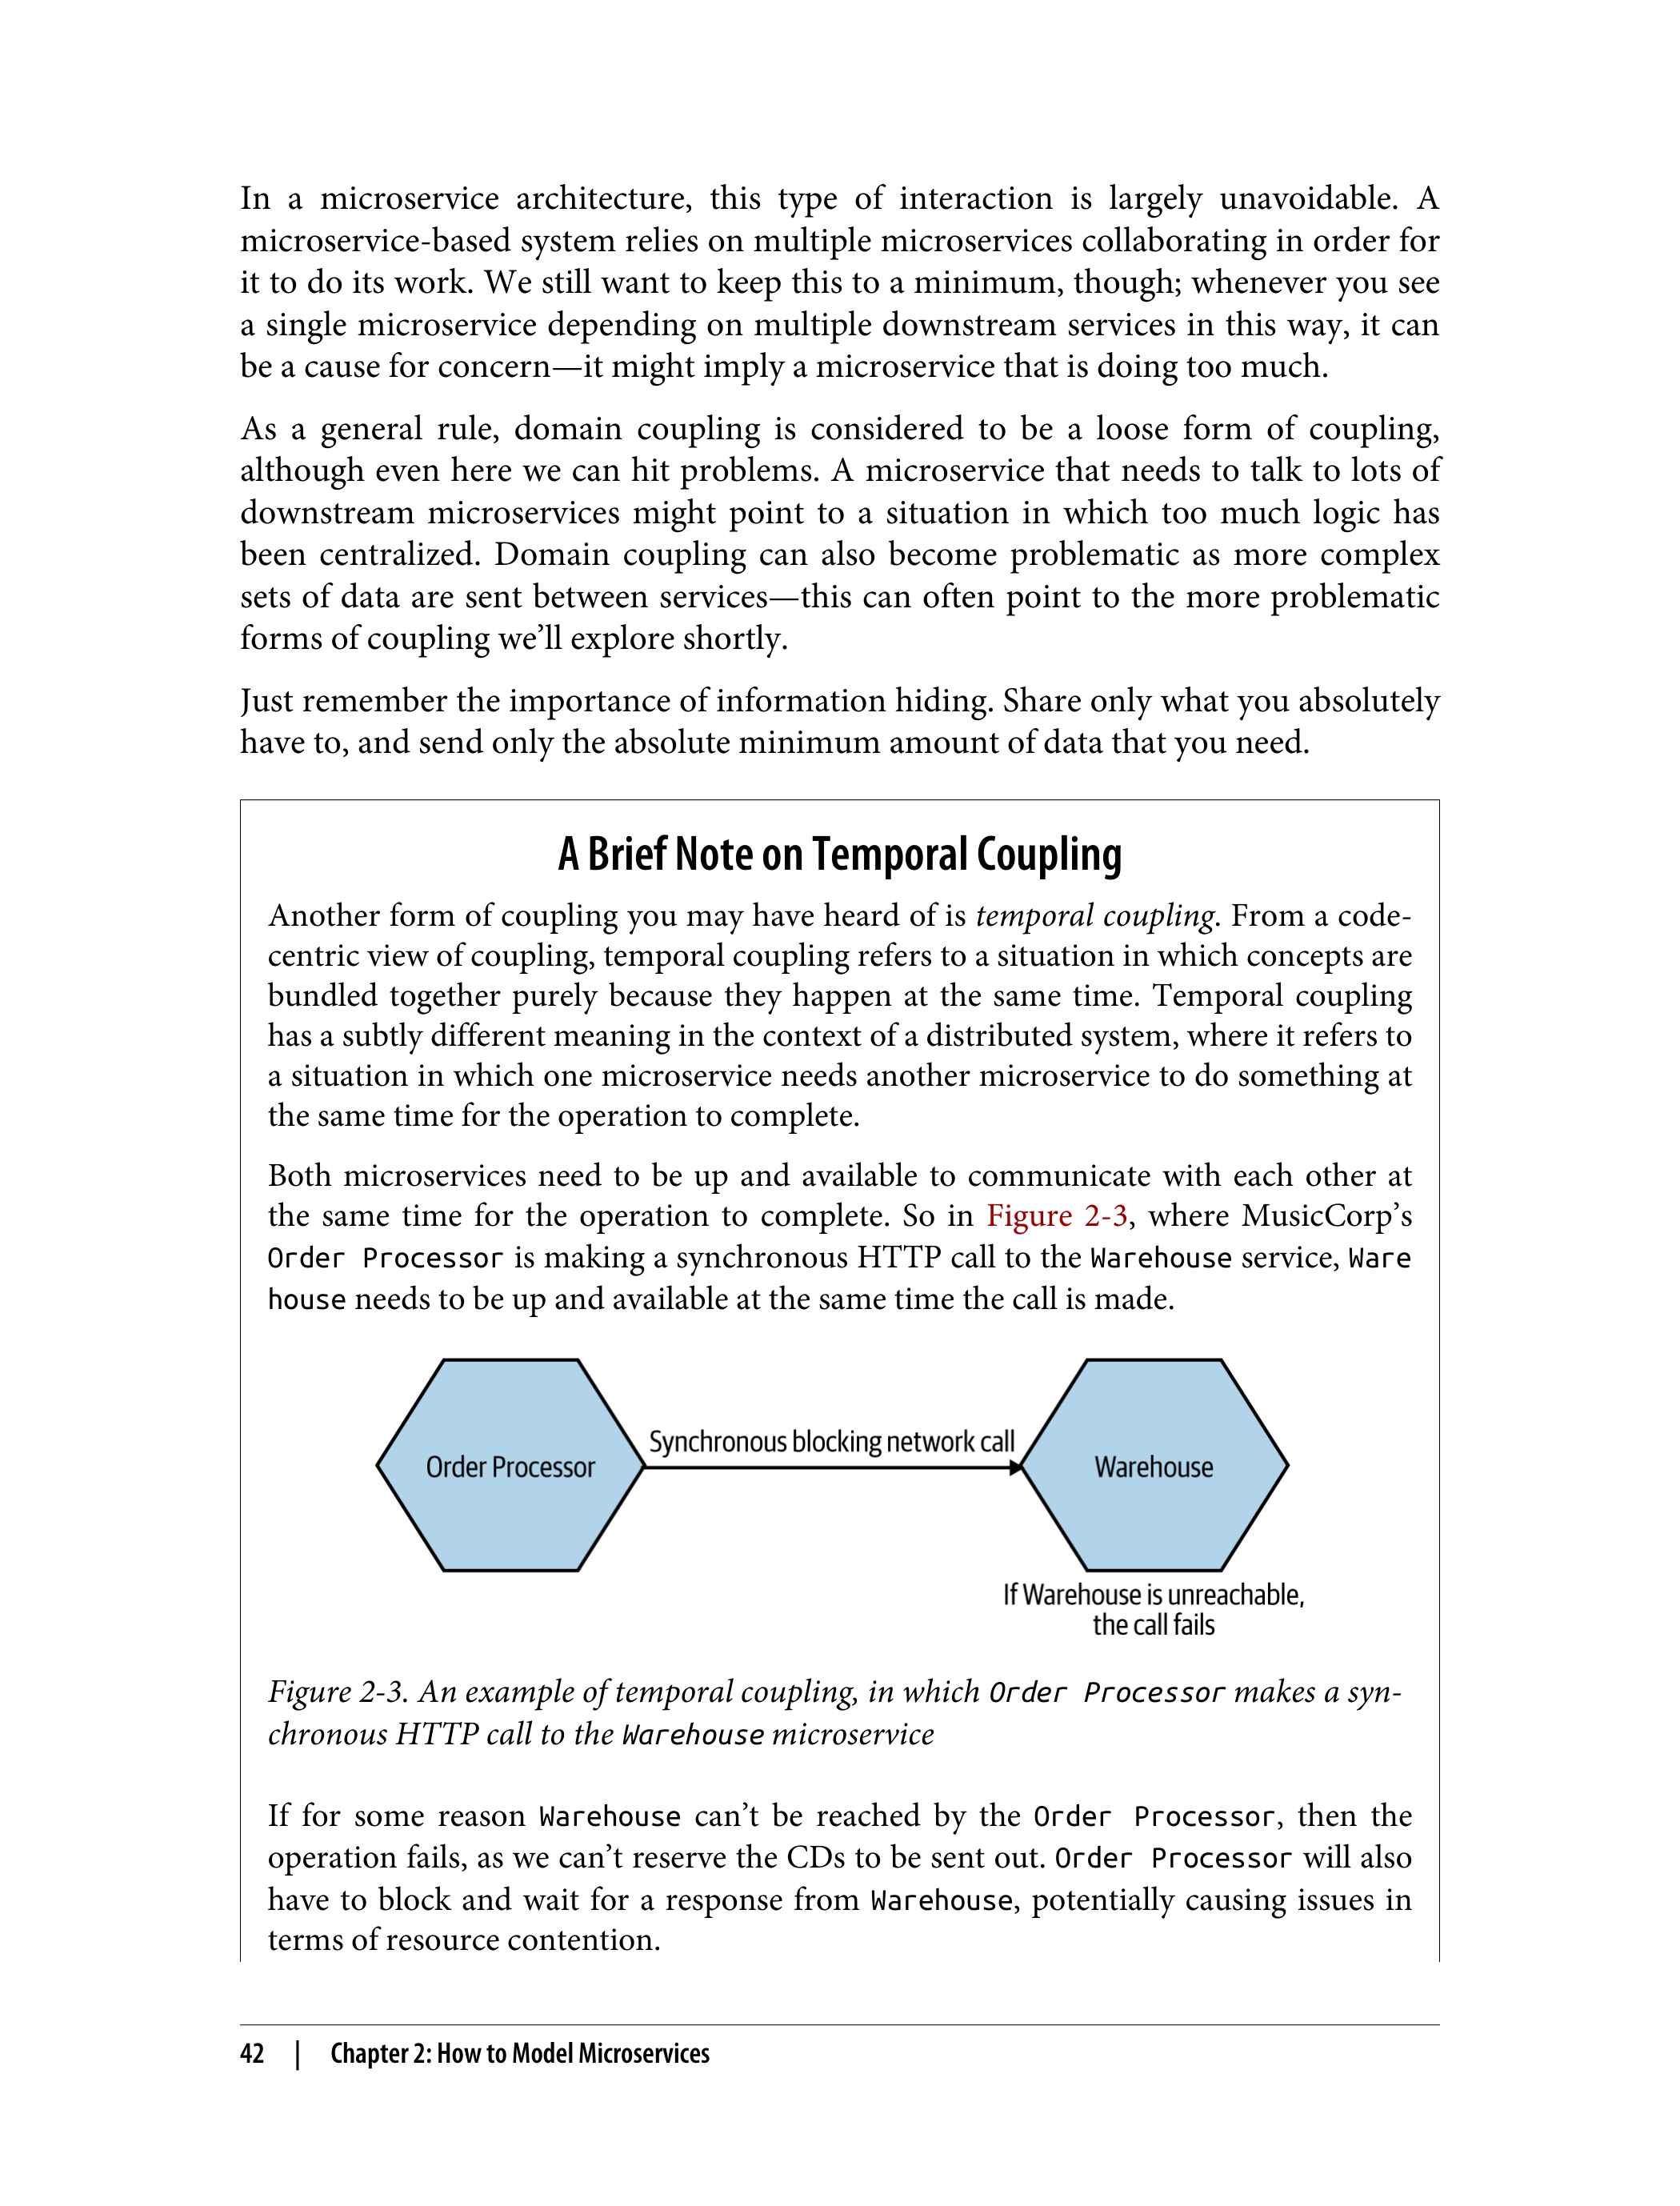 In a microservice architecture, this type of interaction is largely unavoidable. A
microservice-based system relies on multiple microservices collaborating in order for
it to do its work. We still want to keep this to a minimum, though; whenever you see
a single microservice depending on multiple downstream services in this way, it can
be a cause for concern—it might imply a microservice that is doing too much.
As a general rule, domain coupling is considered to be a loose form of coupling,
although even here we can hit problems. A microservice that needs to talk to lots of
downstream microservices might point to a situation in which too much logic has
been centralized. Domain coupling can also become problematic as more complex
sets of data are sent between services—this can often point to the more problematic
forms of coupling we’ll explore shortly.
Just remember the importance of information hiding. Share only what you absolutely
have to, and send only the absolute minimum amount of data that you need.
A Brief Note on Temporal Coupling
Another form of coupling you may have heard of is temporal coupling. From a code-
centric view of coupling, temporal coupling refers to a situation in which concepts are
bundled together purely because they happen at the same time. Temporal coupling
has a subtly different meaning in the context of a distributed system, where it refers to
a situation in which one microservice needs another microservice to do something at
the same time for the operation to complete.
Both microservices need to be up and available to communicate with each other at
the same time for the operation to complete. So in Figure 2-3, where MusicCorp’s
Order Processor is making a synchronous HTTP call to the Warehouse service, Ware
house needs to be up and available at the same time the call is made.
Order Processor
Synchronous blocking network call
Warehouse
If Warehouse is unreachable,
the call fails
Figure 2-3. An example of temporal coupling, in which Order Processor makes a syn-
chronous HTTP call to the Warehouse microservice
If for some reason Warehouse can’t be reached by the Order Processor, then the
operation fails, as we can’t reserve the CDs to be sent out. Order Processor will also
have to block and wait for a response from Warehouse, potentially causing issues in
terms of resource contention.
42 | Chapter 2: How to Model Microservices